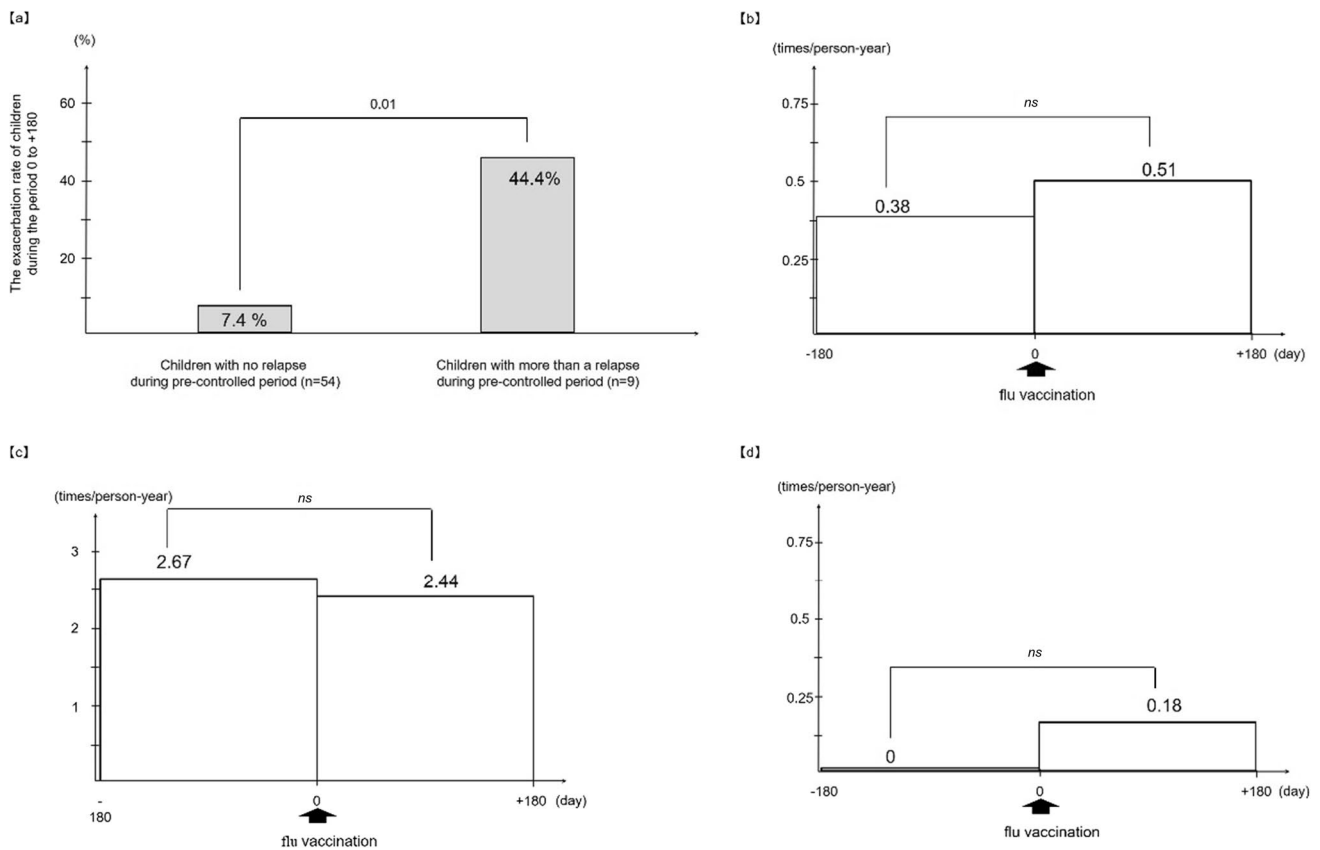 【a】
(%)
The exacerbation rate of children
during the period 0 to +180
60
40
20
0.01
7.4 %
44.4%
Children with no relapse
during pre-controlled period (n=54)
Children with more than a relapse
during pre-controlled period (n=9)
【b】
(times/person-year)
0.75
0.5
0.25
ns
0.38
0.51
-180
0
+180 (day)
flu vaccination
【c】
(times/person-year)
3
2
1
ns
2.67
2.44
-
180
0
+180 (day)
flu vaccination
【d】
(times/person-year)
0.75
0.5
0.25
ns
0
0.18
-180
0
+180 (day)
flu vaccination